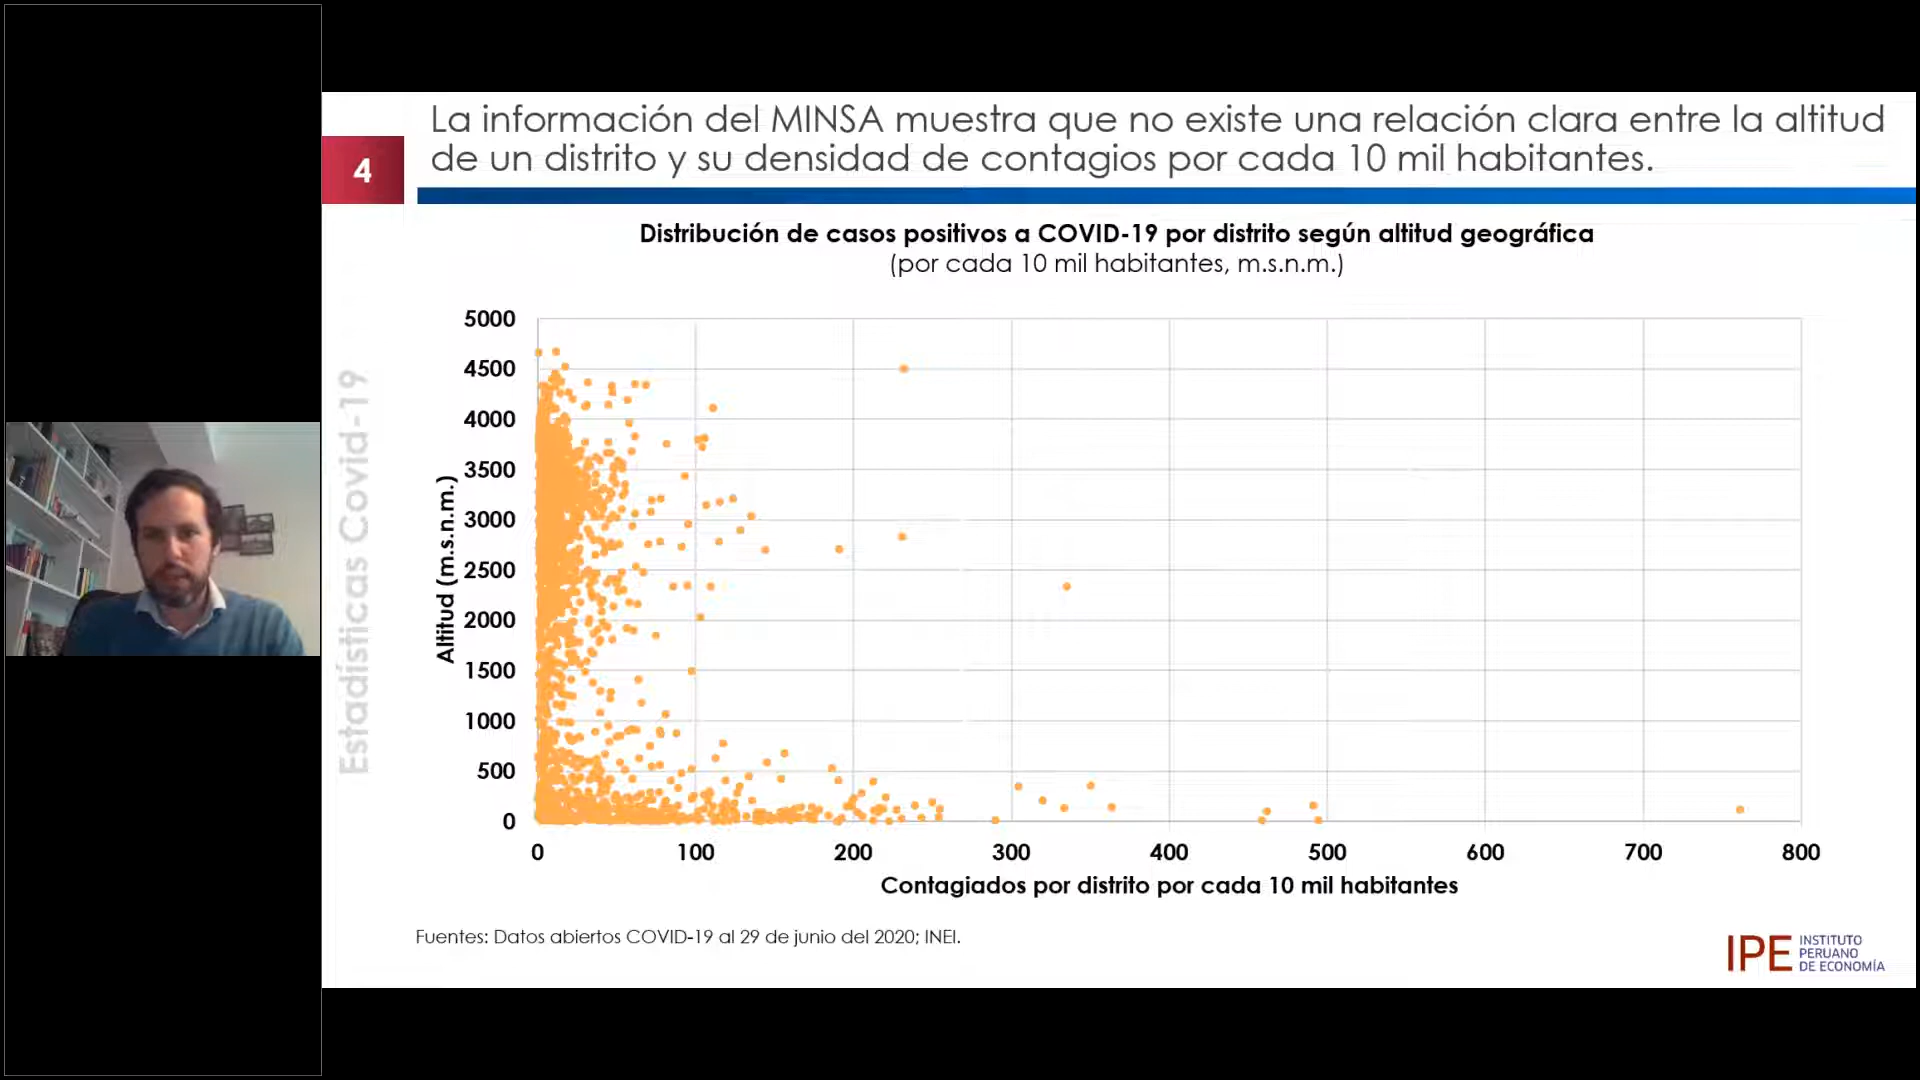 La información del MINSA muestra que no existe una relación clara entre la altitud
de un distrito y su densidad de contagios por cada 10 mil habitantes.
4
Distribución de casos positivos a COVID-19 por distrito según altitud geográfica
(por cada 10 mil habitantes, m.s.n.m.)
Estadísticas Covid-19
Altitud (m.s.n.m.)
5000
4500
4000
3500
3000
2500
2000
1500
1000
500
0
0 100 200 300 400 500 600 700 800
Contagiados por distrito por cada 10 mil habitantes
Fuentes: Datos abiertos COVID-19 al 29 de junio del 2020; INEI.
IPE
INSTITUTO
PERUANO
DE ECONOMÍA